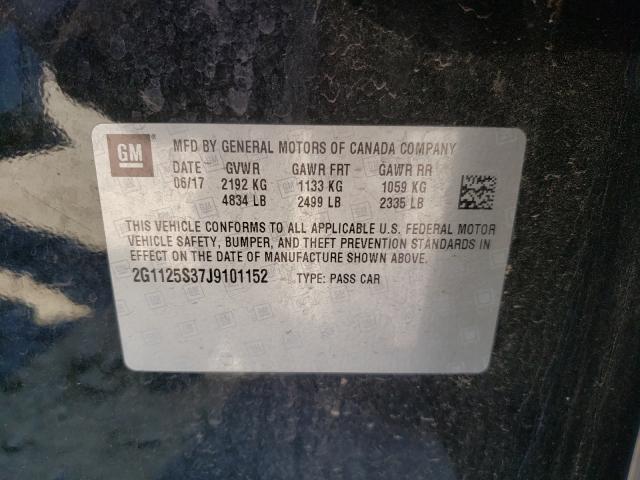 GM
MFD BY GENERAL MOTORS OF CANADA COMPANY
DATE GVWR GAWR FRT GAWR RR
06/17 2192 KG 1133 KG 1059 KG
4834 LB 2499 LB 2335 LB
THIS VEHICLE CONFORMS TO ALL APPLICABLE U.S. FEDERAL MOTOR
VEHICLE SAFETY, BUMPER, AND THEFT PREVENTION STANDARDS IN
EFFECT ON THE DATE OF MANUFACTURE SHOWN ABOVE.
2G1125S37J9101152 TYPE: PASS CAR